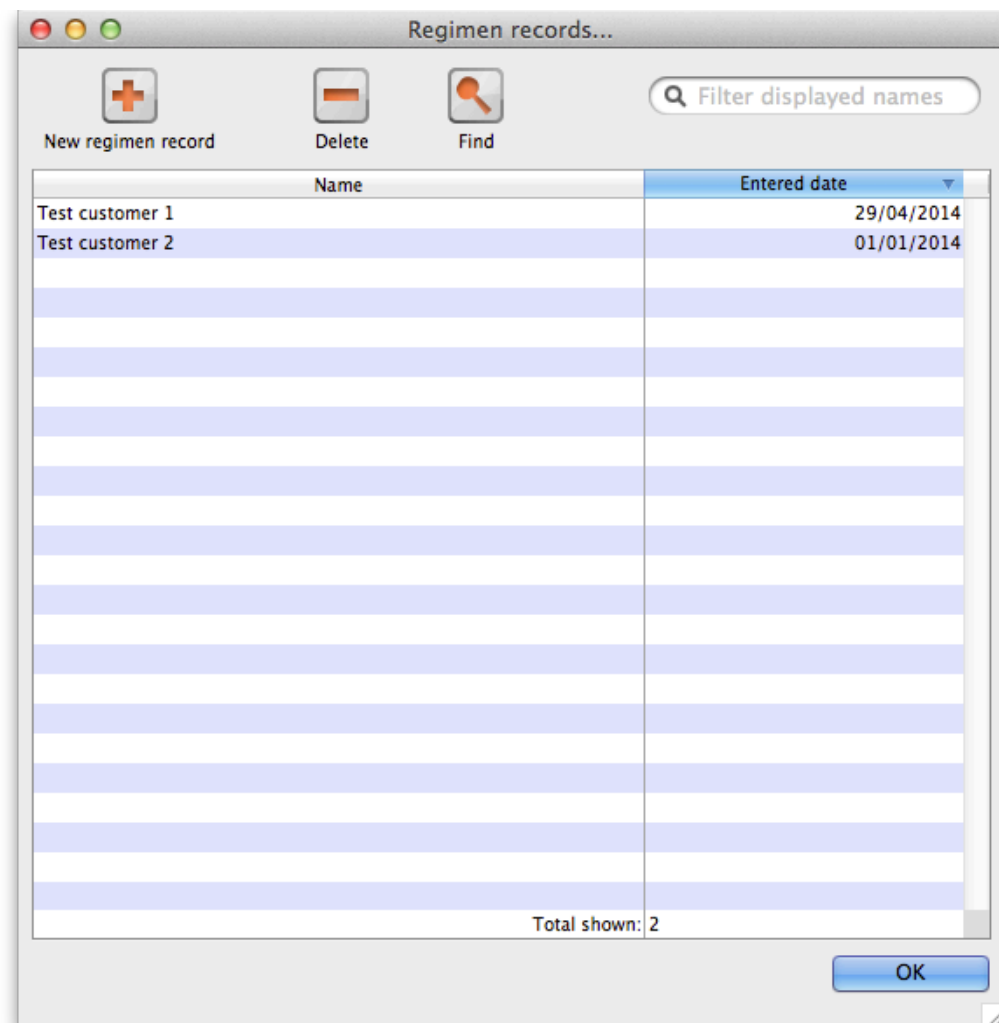 Regimen records...
New regimen record Delete Find Filter displayed names
Name Entered date
Test customer 1 29/04/2014
Test customer 2 01/01/2014
Total shown: 2
OK